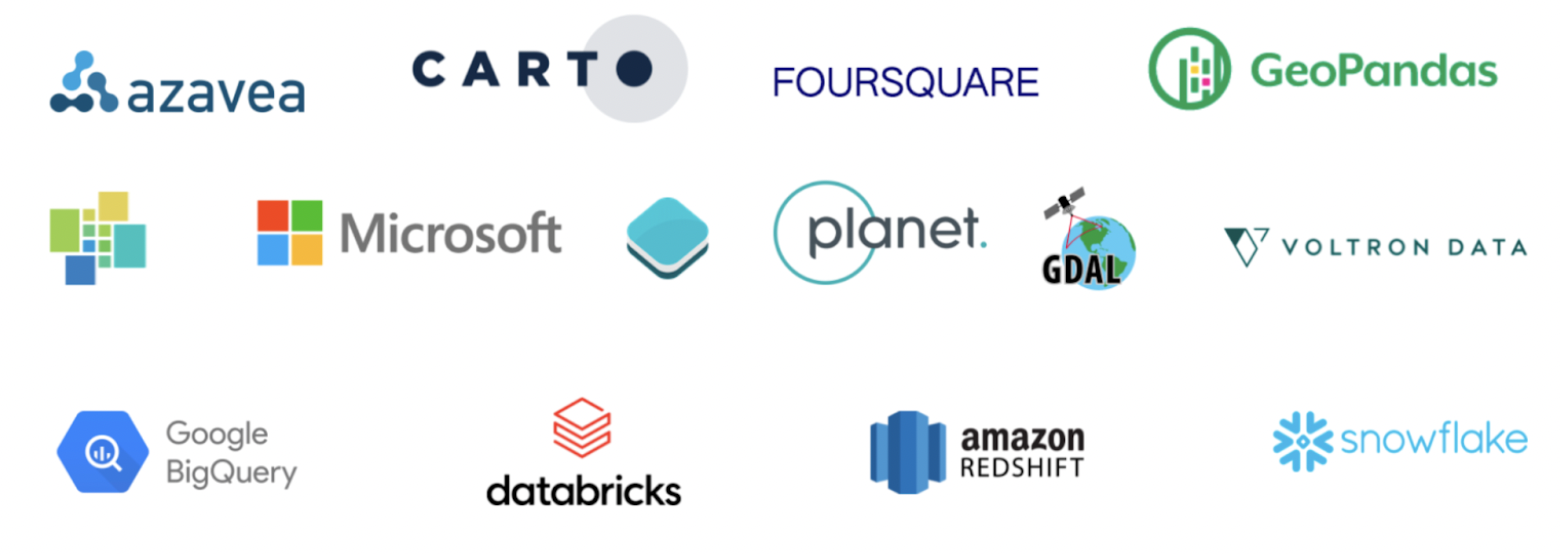 azavea
CARTO
FOURSQUARE
GeoPandas
Microsoft
planet.
GDAL
VOLTRON DATA
Google
BigQuery
databricks
amazon
REDSHIFT
snowflake